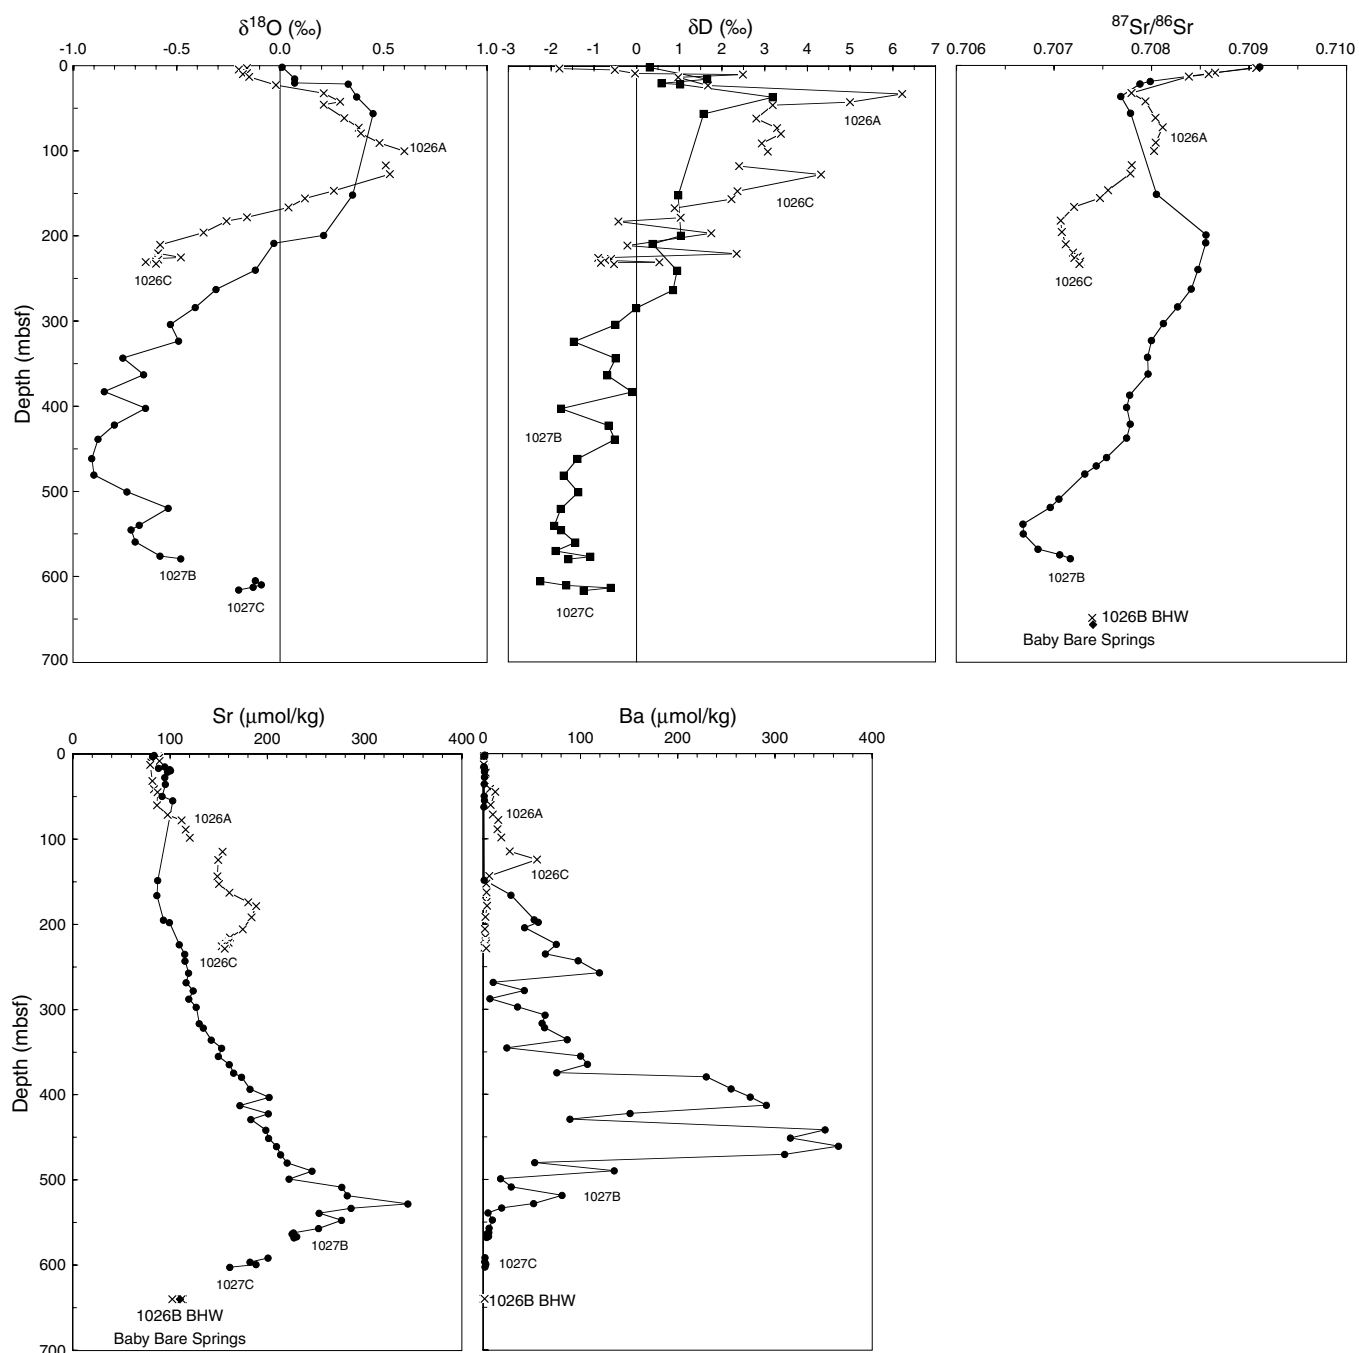 δ18O (‰)
-1.0 -0.5 0.0 0.5 1.0
δD (‰)
-3 -2 -1 0 1 2 3 4 5 6 7
87Sr/86Sr
0.706 0.707 0.708 0.709 0.710
Depth (mbsf)
0
100
200
300
400
500
600
700
1026A
1026C
1027B
1027C
1026A
1026C
1027B
1027C
1026A
1026C
1027B
1026B BHW
Baby Bare Springs
Sr (μmol/kg)
0 100 200 300 400
Ba (μmol/kg)
0 100 200 300 400
Depth (mbsf)
0
100
200
300
400
500
600
700
1026A
1026C
1027B
1027C
1026B BHW
Baby Bare Springs
1026A
1026C
1027B
1027C
1026B BHW